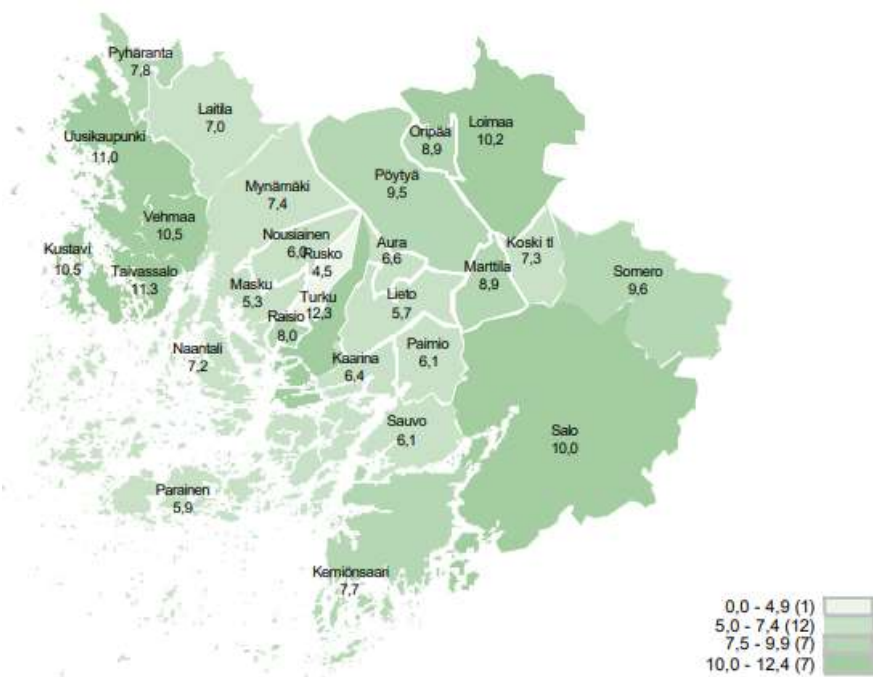 Pyhäranta
7,8
Laitila
7,0
Loimaa
10,2
Oripää
8,9
Uusikaupunki
11,0
Pöytyä
9,5
Mynämäki
7,4
Vehmaa
10,5
Nousiainen
6,0
Kustavi
10,5
Rusko
4,5
Aura
6,6
Koski tl
7,3
Marttila
8,9
Somero
9,6
Taivassalo
11,3
Masku
5,3
Turku
12,3
Lieto
5,7
Raisio
8,0
Naantali
7,2
Kaarina
6,4
Paimio
6,1
Sauvo
6,1
Salo
10,0
Parainen
5,9
Kemiönsaari
7,7
0,0 - 4,9 (1)
5,0 - 7,4 (12)
7,5 - 9,9 (7)
10,0 - 12,4 (7)